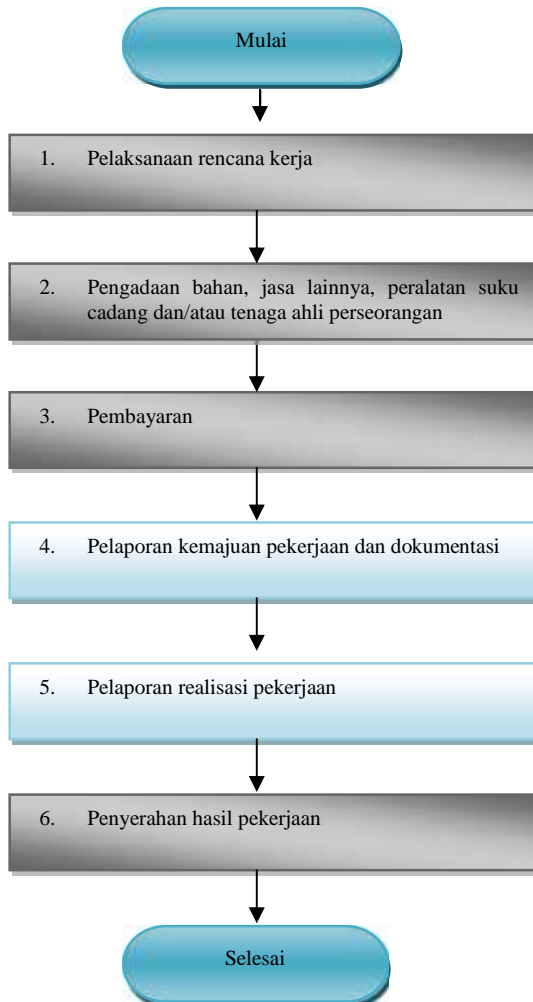 Mulai
1. Pelaksanaan rencana kerja
2. Pengadaan bahan, jasa lainnya, peralatan suku
cadang dan/atau tenaga ahli perseorangan
3. Pembayaran
4. Pelaporan kemajuan pekerjaan dan dokumentasi
5. Pelaporan realisasi pekerjaan
6. Penyerahan hasil pekerjaan
Selesai